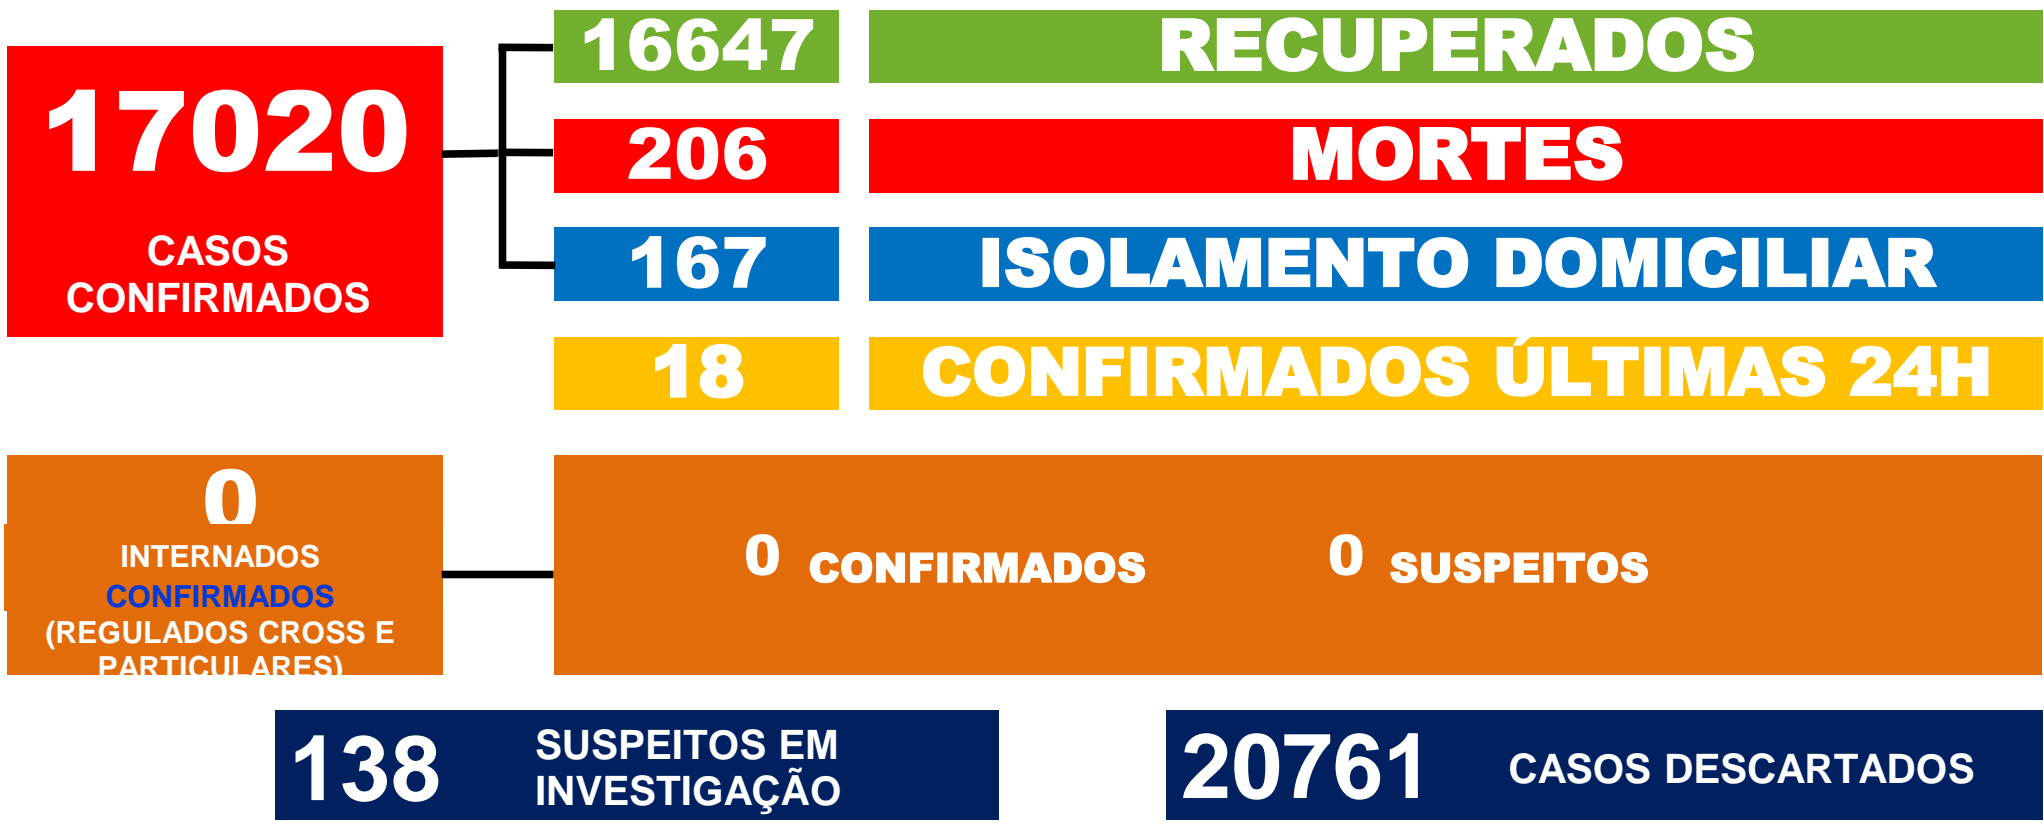 17020
CASOS
CONFIRMADOS
16647 RECUPERADOS
206 MORTES
167 ISOLAMENTO DOMICILIAR
18 CONFIRMADOS ÚLTIMAS 24H
0
INTERNADOS
CONFIRMADOS
(REGULADOS CROSS E
PARTICULARES)
0 CONFIRMADOS 0 SUSPEITOS
138 SUSPEITOS EM
INVESTIGAÇÃO
20761 CASOS DESCARTADOS